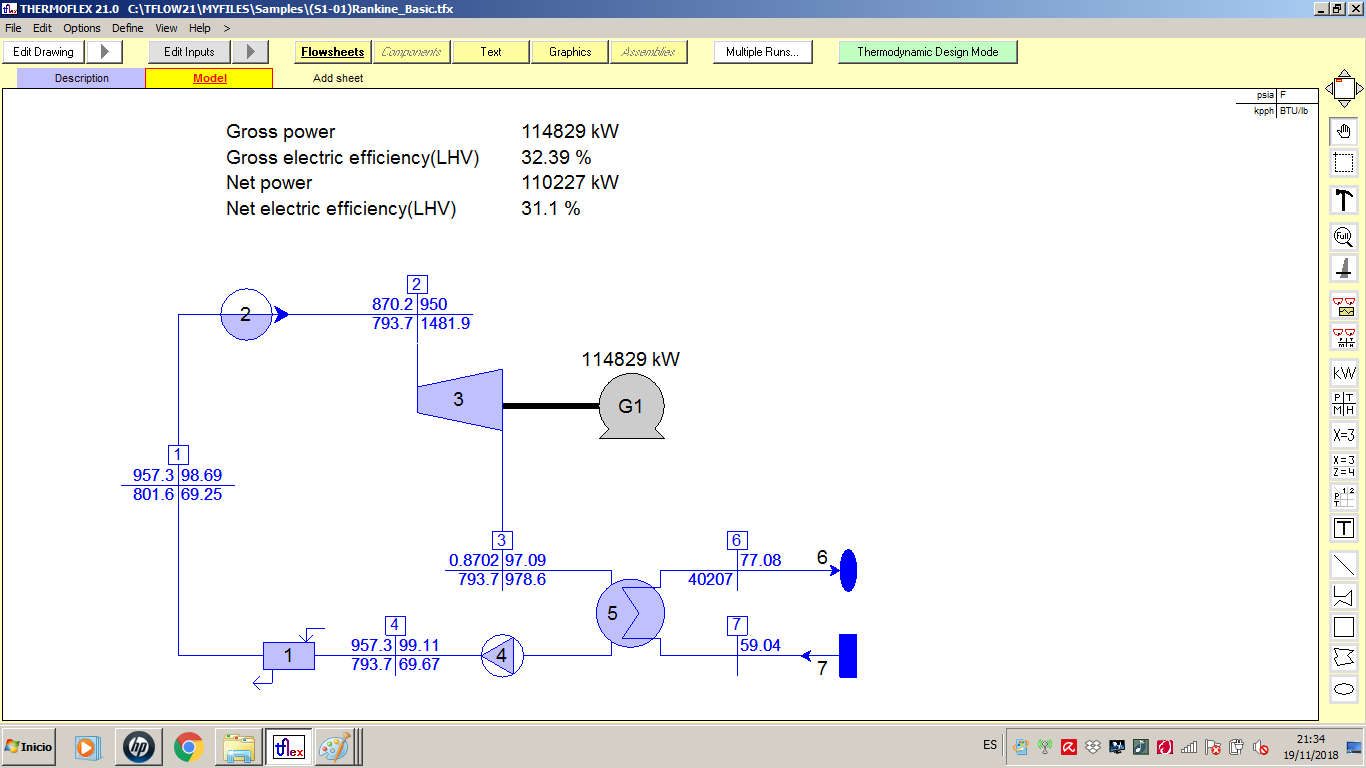 THERMOFLEX 21.0 C:\TFLOW21\MYFILES\Samples\(S1-01)Rankine_Basic.tfx
File Edit Options Define View Help >
Edit Drawing Edit Inputs Flowsheets Components Text Graphics Assemblies Multiple Runs... Thermodynamic Design Mode
Description Model Add sheet
psia F
kpph BTU/lb
Gross power 114829 kW
Gross electric efficiency(LHV) 32.39 %
Net power 110227 kW
Net electric efficiency(LHV) 31.1 %
2
870.2 950
793.7 1481.9
2
114829 kW
3
G1
1
957.3 98.69
801.6 69.25
3
0.8702 97.09
793.7 978.6
6
77.08
40207
6
5
4
957.3 99.11
793.7 69.67
7
59.04
7
1
4
Full
kW
P T
M H
X=3
X=3
Z=4
1 2
P
T
T
Inicio
hp
tflex
ES
21:34
19/11/2018